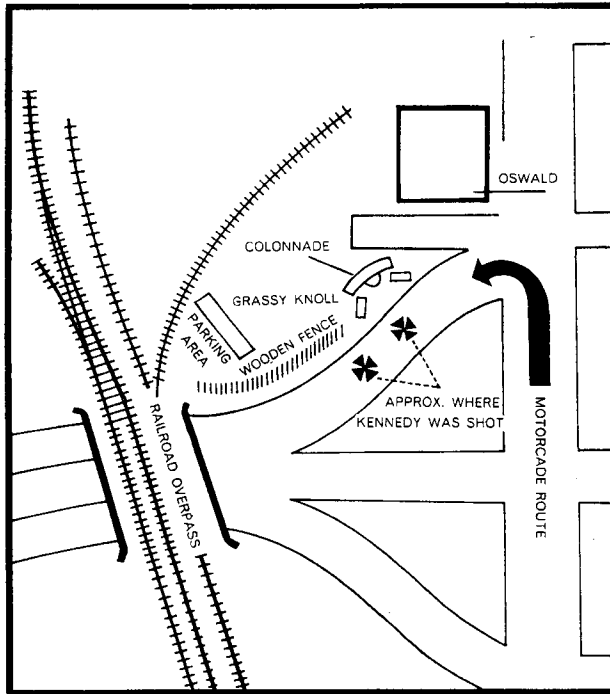 OSWALD
COLONNADE
GRASSY KNOLL
PARKING
AREA
WOODEN FENCE
APPROX. WHERE
KENNEDY WAS SHOT
RAILROAD OVERPASS
MOTORCADE ROUTE